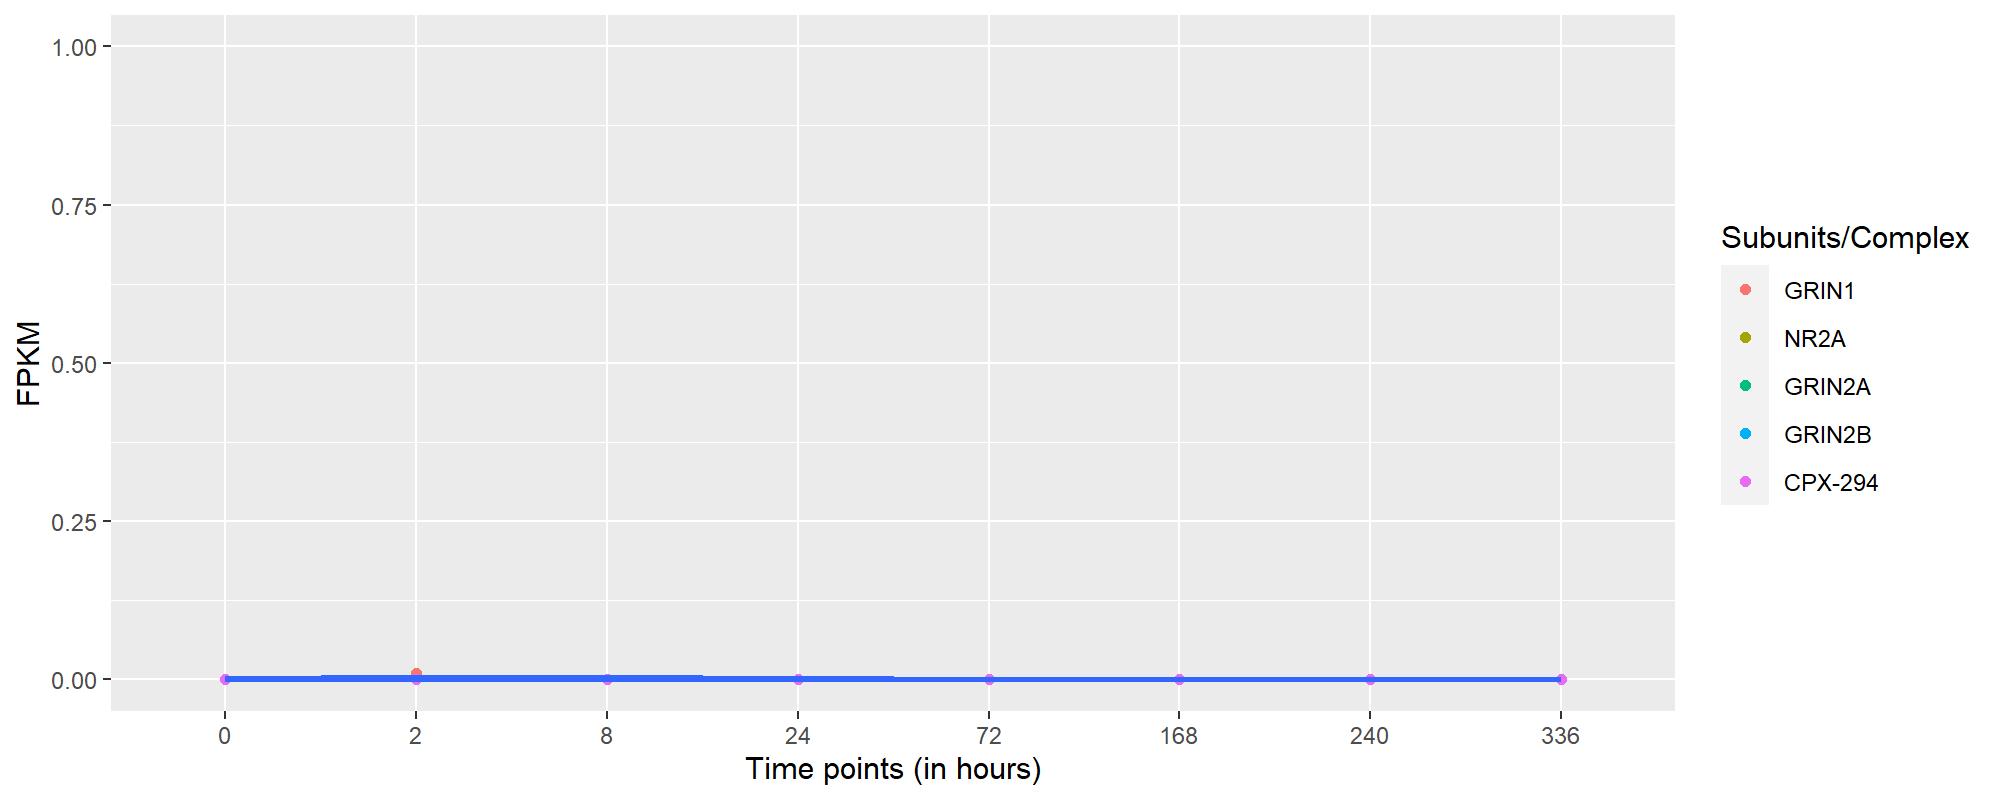 1.00
0.75
0.50
0.25
0.00
FPKM
0 2 8 24 72 168 240 336
Time points (in hours)
Subunits/Complex
GRIN1
NR2A
GRIN2A
GRIN2B
CPX-294